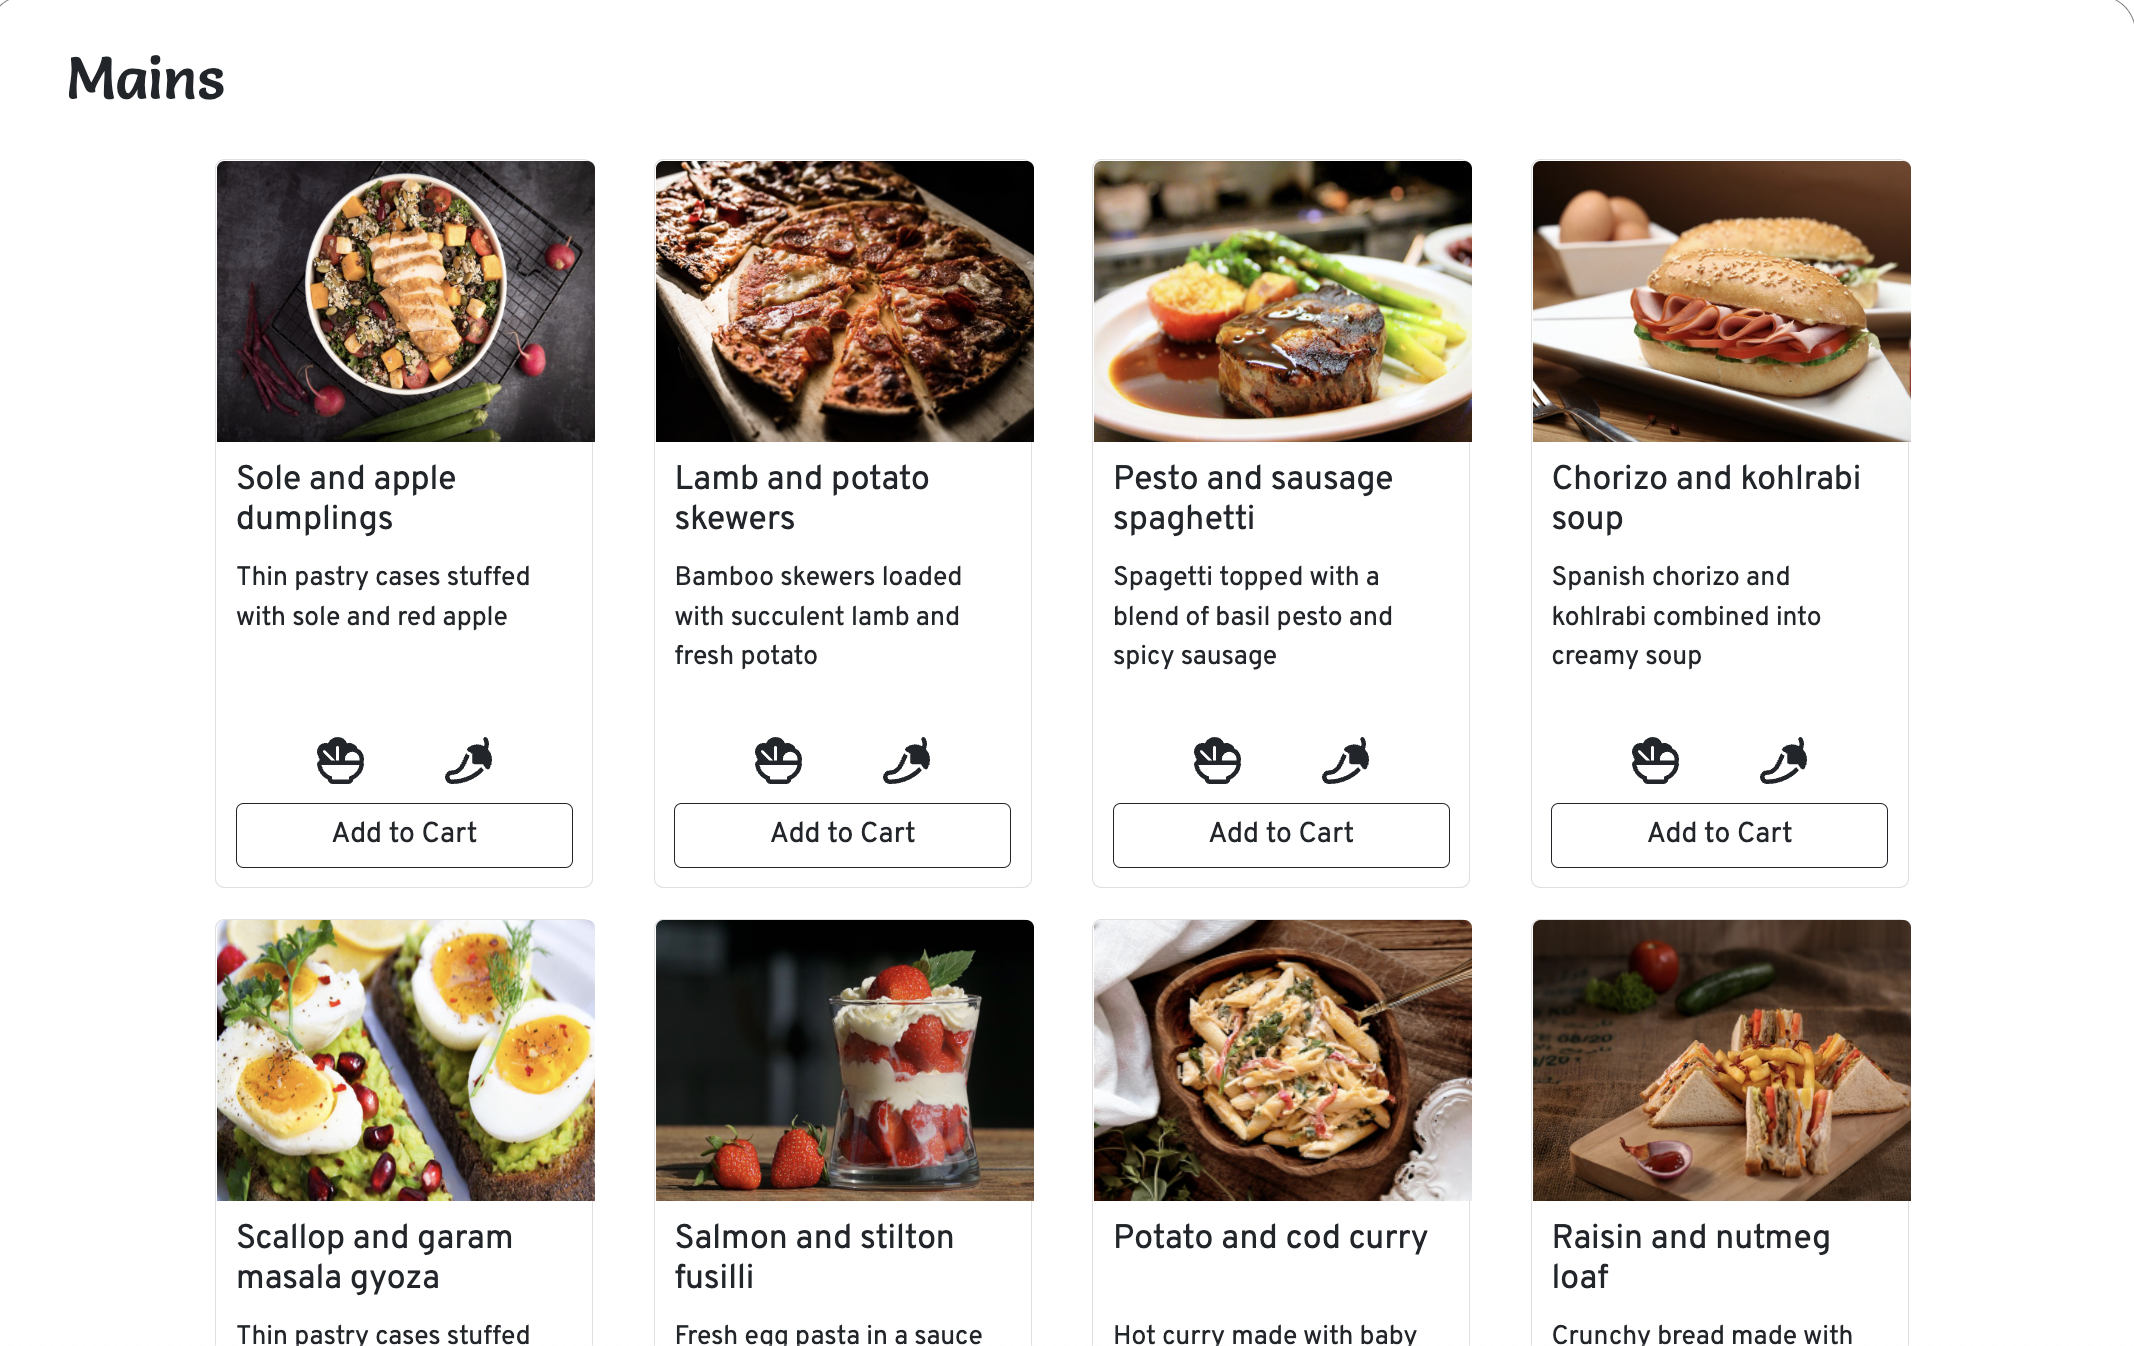 Mains
Sole and apple
dumplings
Thin pastry cases stuffed
with sole and red apple
Add to Cart
Lamb and potato
skewers
Bamboo skewers loaded
with succulent lamb and
fresh potato
Add to Cart
Pesto and sausage
spaghetti
Spagetti topped with a
blend of basil pesto and
spicy sausage
Add to Cart
Chorizo and kohlrabi
soup
Spanish chorizo and
kohlrabi combined into
creamy soup
Add to Cart
Scallop and garam
masala gyoza
Thin pastry cases stuffed
Salmon and stilton
fusilli
Fresh egg pasta in a sauce
Potato and cod curry
Hot curry made with baby
Raisin and nutmeg
loaf
Crunchy bread made with